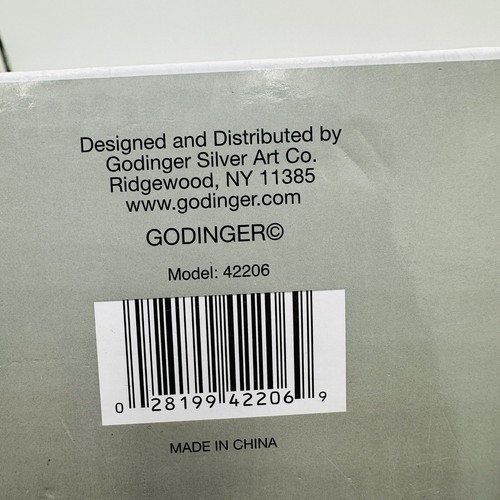 Designed and Distributed by
Godinger Silver Art Co.
Ridgewood, NY 11385
www.godinger.com
GODINGER©
Model: 42206
0 28199 42206 9
MADE IN CHINA